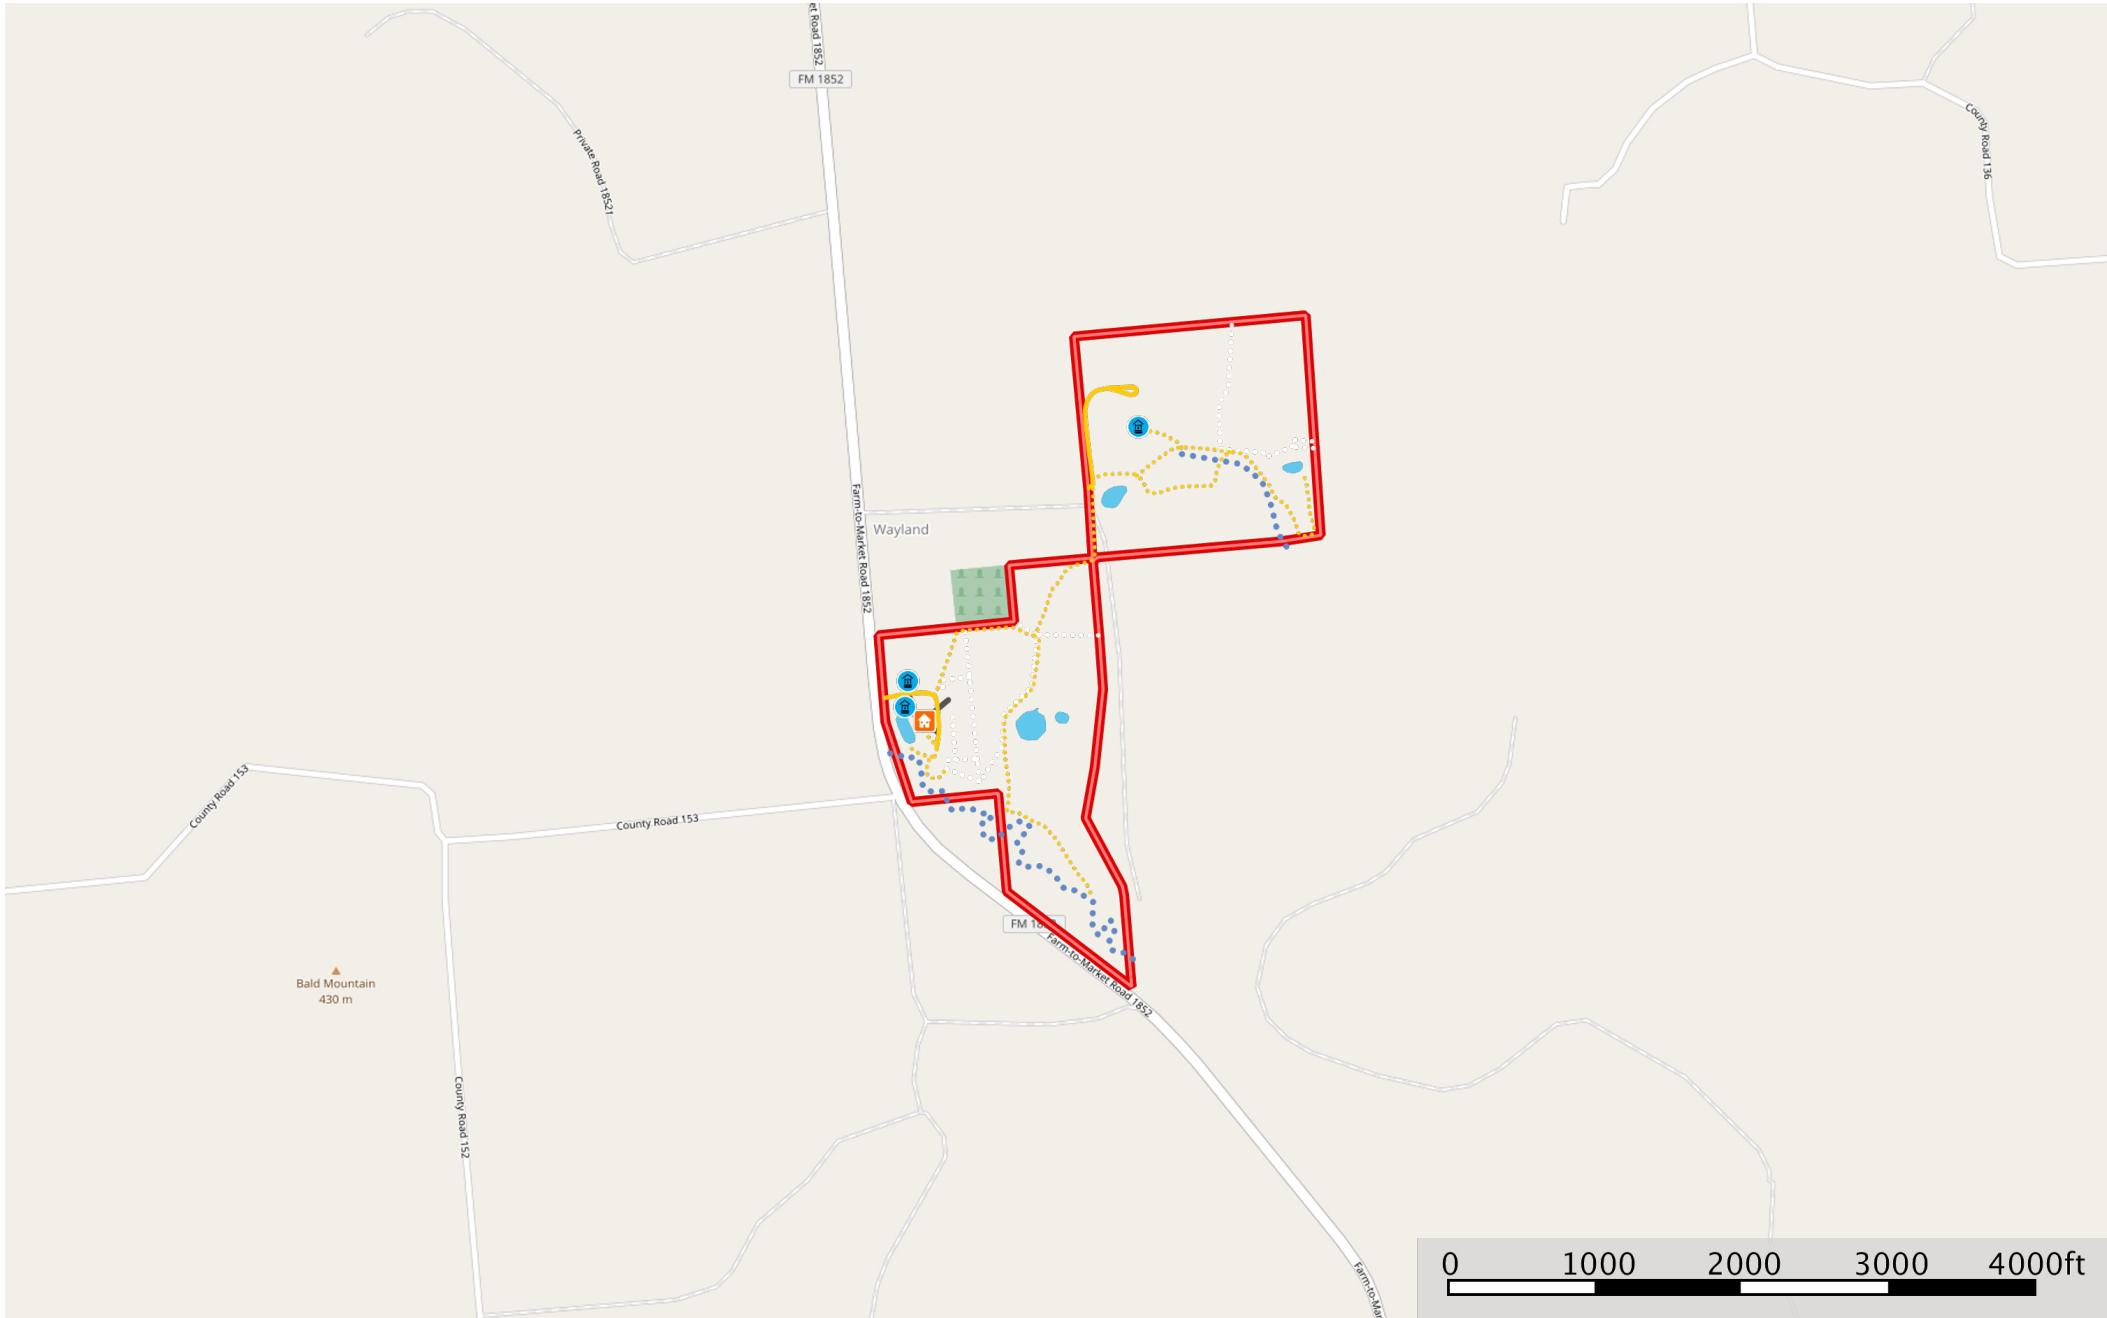 et Road 1852
FM 1852
Private Road 18521
County Road 136
Farm-to-Market Road 1852
Wayland
County Road 153
County Road 153
FM 18
Farm-to-Market Road 1852
Bald Mountain
430 m
County Road 152
Farm-to-Mar
0 1000 2000 3000 4000ft